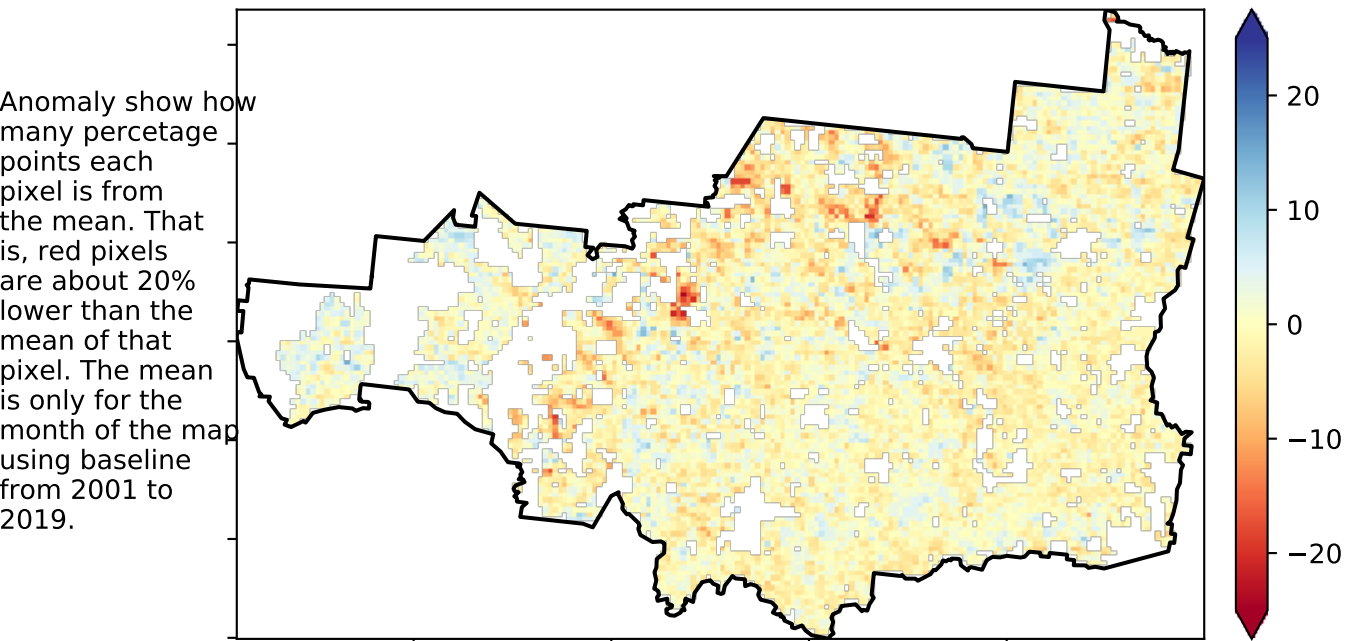 Anomaly show how
many percetage
points each
pixel is from
the mean. That
is, red pixels
are about 20%
lower than the
mean of that
pixel. The mean
is only for the
month of the map
using baseline
from 2001 to
2019.
20
10
0
−10
−20